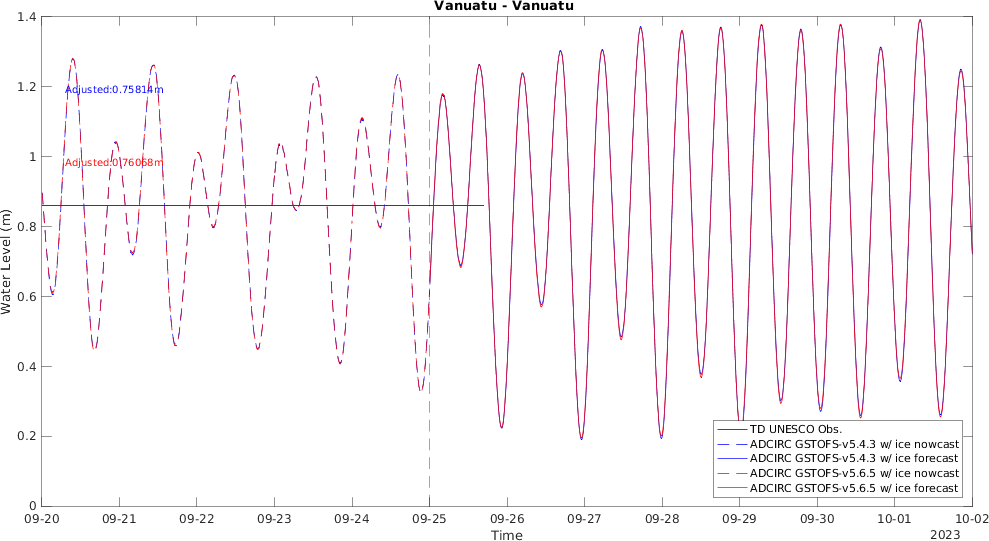 Vanuatu - Vanuatu
1.4
1.2
1
0.8
0.6
0.4
0.2
0
Water Level (m)
Adjusted:0.75814m
Adjusted:0.76068m
TD UNESCO Obs.
ADCIRC GSTOFS-v5.4.3 w/ ice nowcast
ADCIRC GSTOFS-v5.4.3 w/ ice forecast
ADCIRC GSTOFS-v5.6.5 w/ ice nowcast
ADCIRC GSTOFS-v5.6.5 w/ ice forecast
09-20 09-21 09-22 09-23 09-24 09-25 09-26 09-27 09-28 09-29 09-30 10-01 10-02
Time
2023